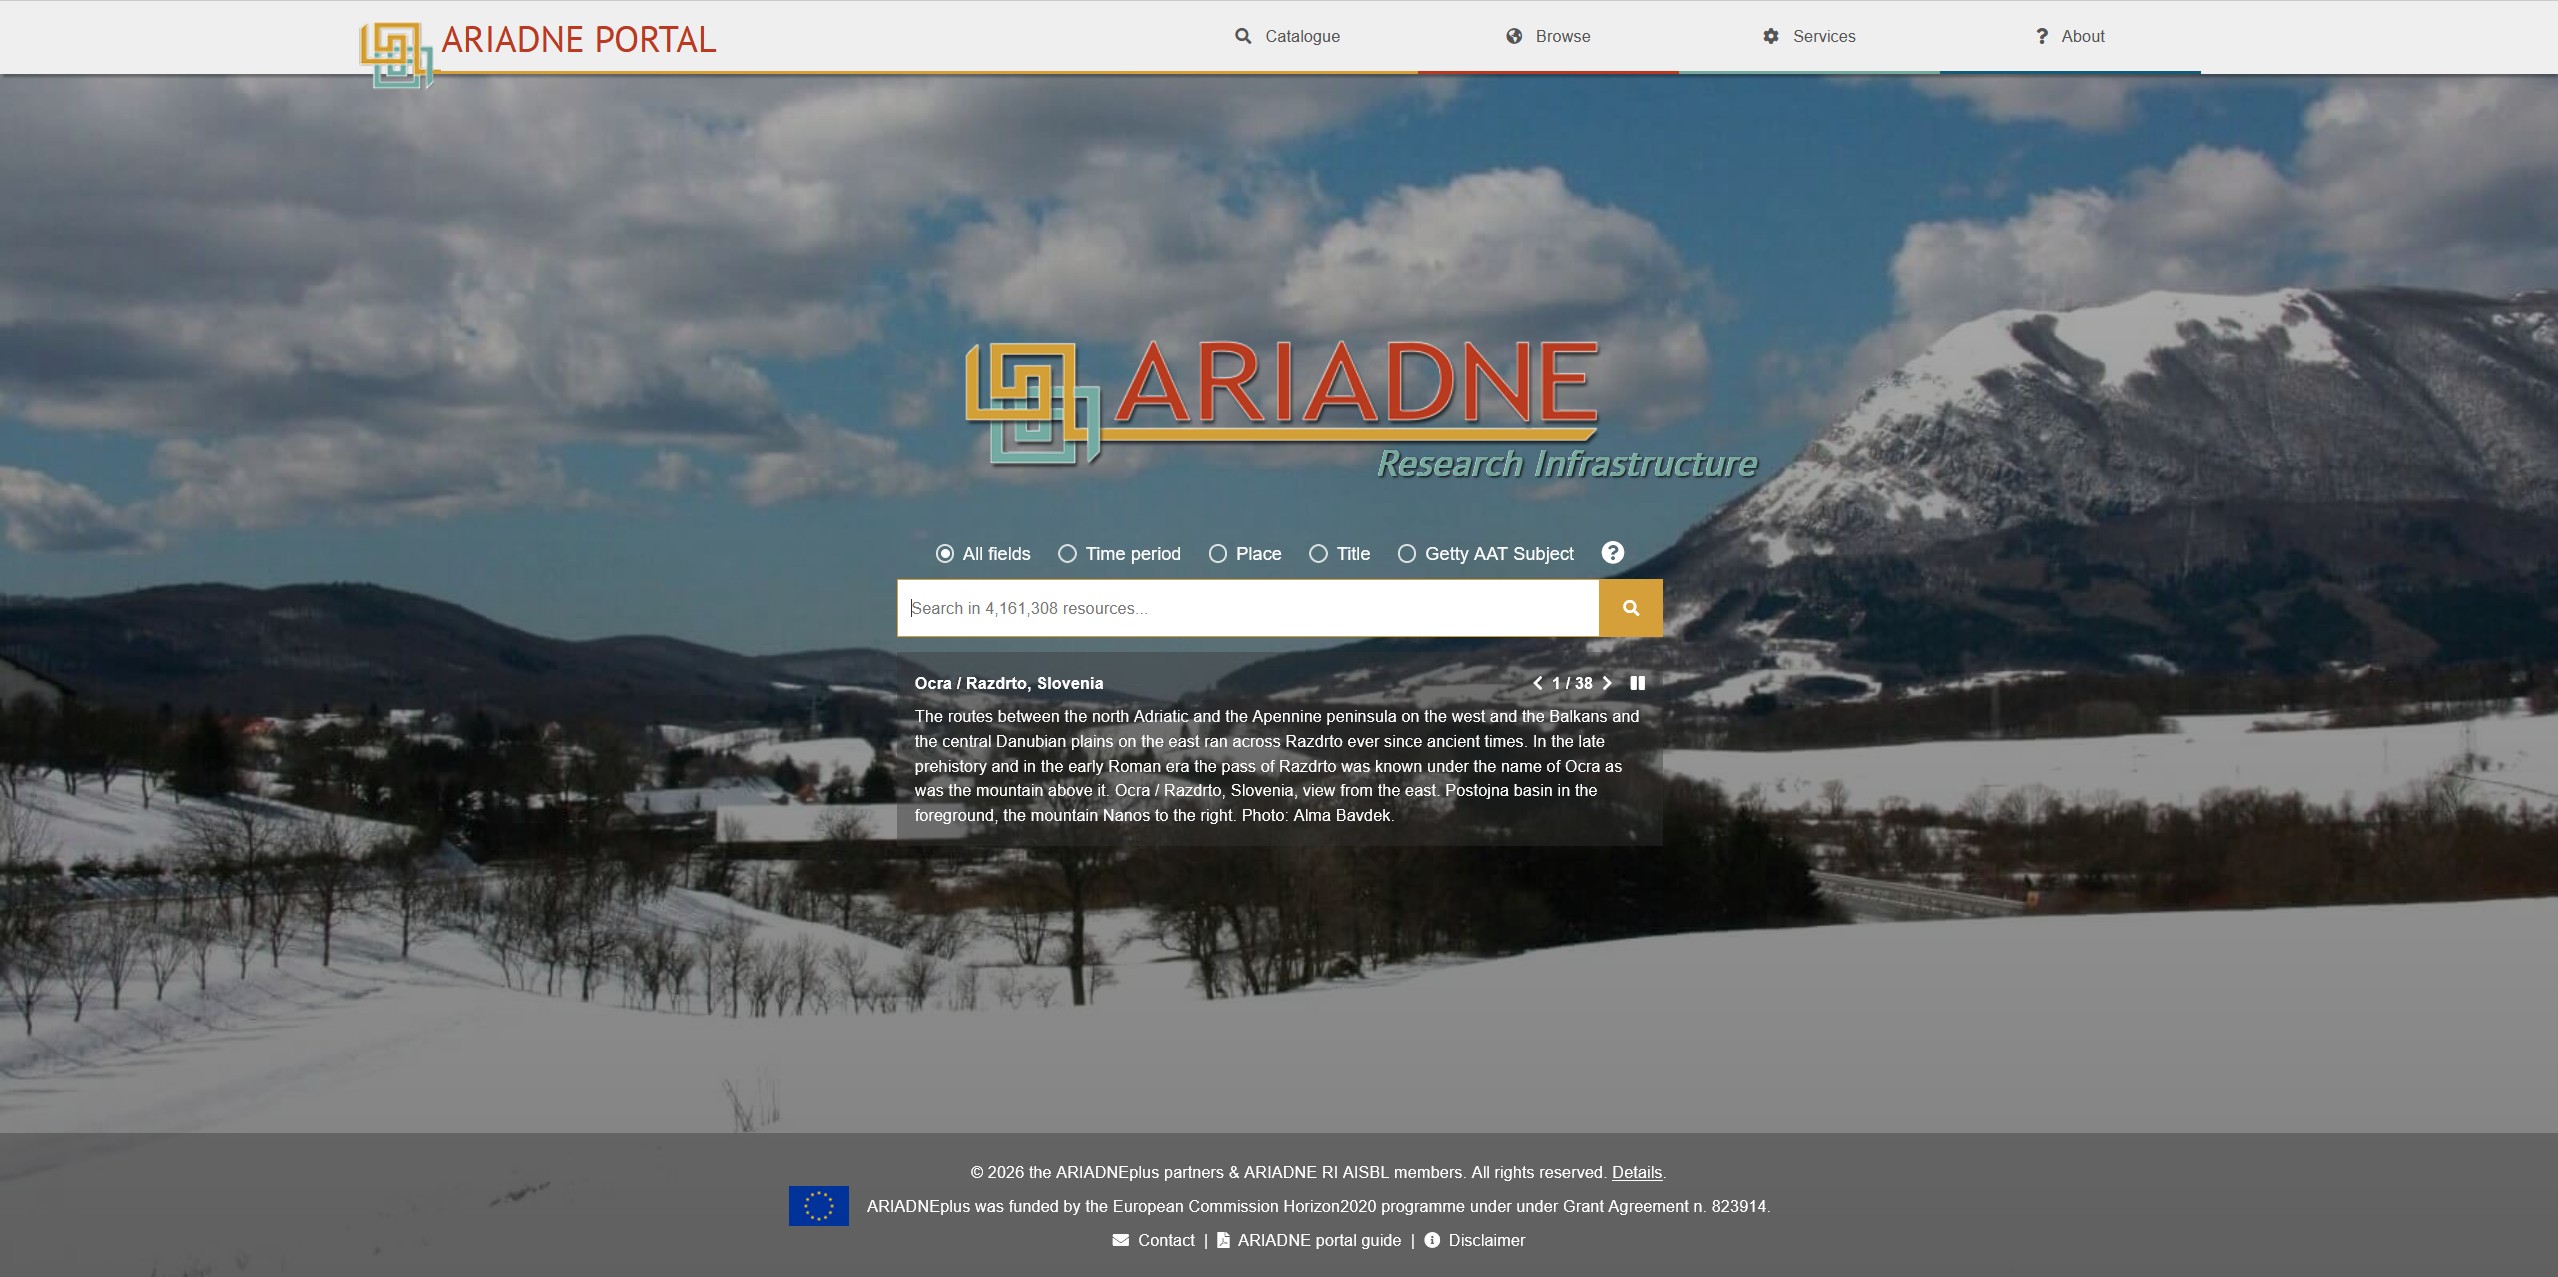 ARIADNE PORTAL
Catalogue
Browse
Services
About
ARIADNE
Research Infrastructure
All fields
Time period
Place
Title
Getty AAT Subject
Search in 4,161,308 resources...
Ocra / Razdrto, Slovenia
1 / 38
The routes between the north Adriatic and the Apennine peninsula on the west and the Balkans and
the central Danubian plains on the east ran across Razdrto ever since ancient times. In the late
prehistory and in the early Roman era the pass of Razdrto was known under the name of Ocra as
was the mountain above it. Ocra / Razdrto, Slovenia, view from the east. Postojna basin in the
foreground, the mountain Nanos to the right. Photo: Alma Bavdek.
© 2026 the ARIADNEplus partners & ARIADNE RI AISBL members. All rights reserved. Details.
ARIADNEplus was funded by the European Commission Horizon2020 programme under under Grant Agreement n. 823914.
Contact | ARIADNE portal guide | Disclaimer